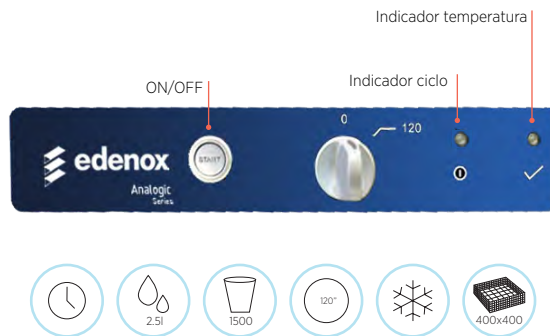 Indicador temperatura
Indicador ciclo
ON/OFF
0
120
START
edenox
Analogic
Series
2.5l
1500
120"
400x400